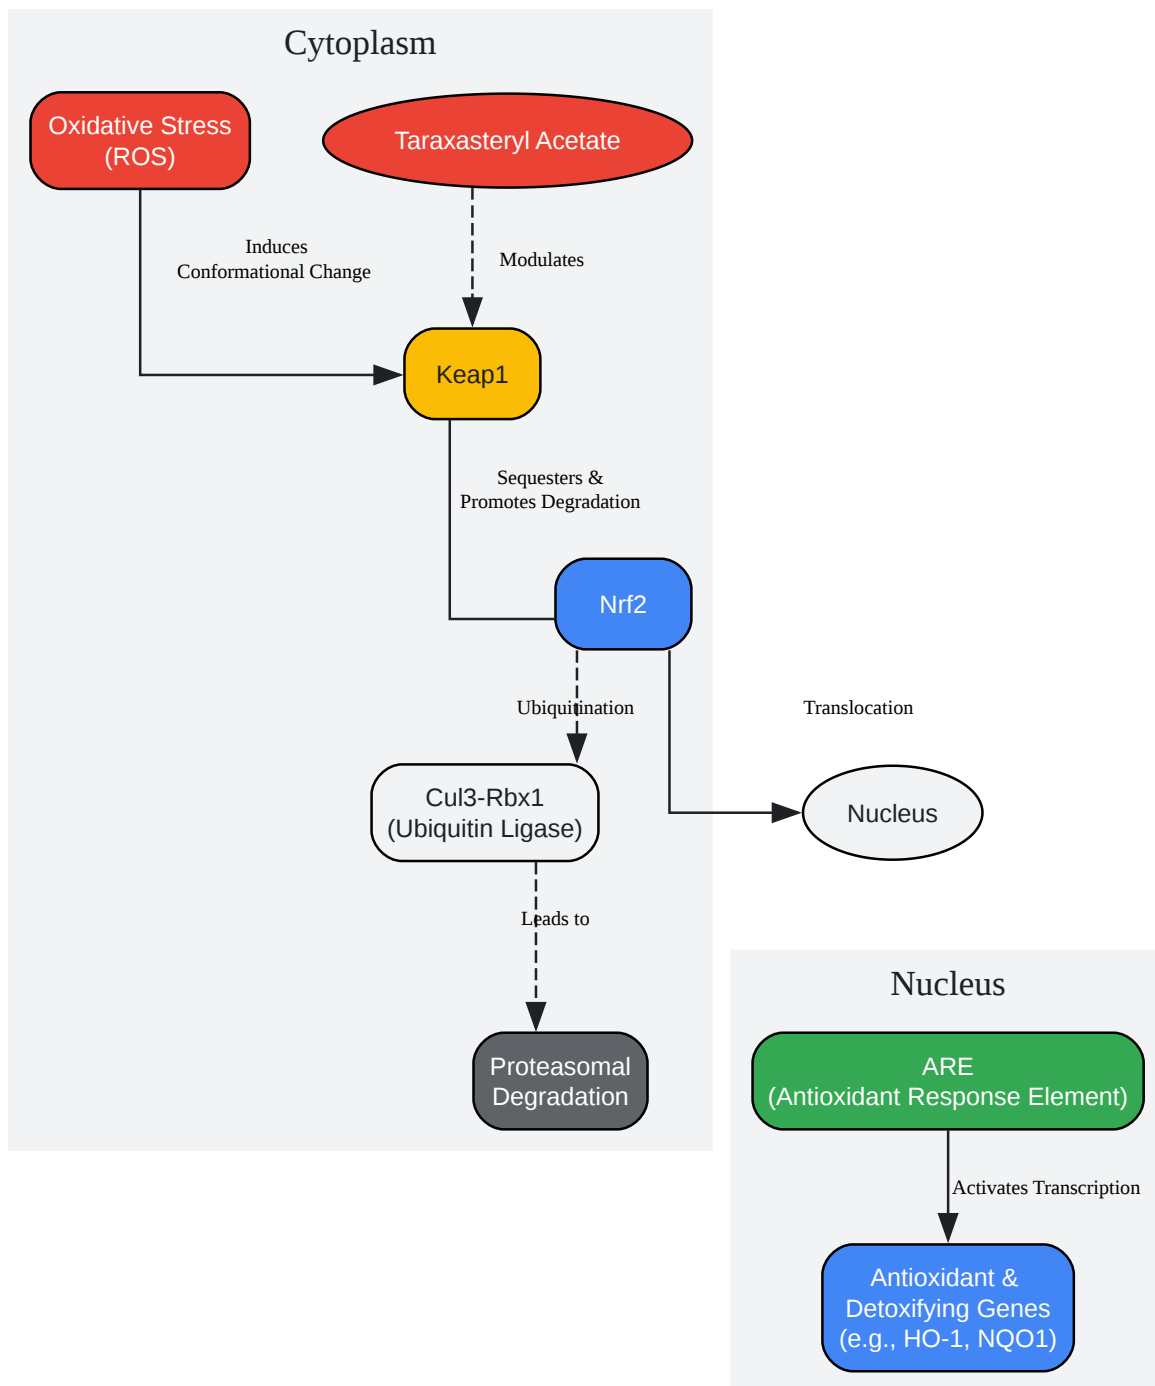 Cytoplasm
Oxidative Stress
(ROS)
Taraxasteryl Acetate
Induces
Conformational Change
Modulates
Keap1
Sequesters &
Promotes Degradation
Nrf2
Ubiquitination
Translocation
Cul3-Rbx1
(Ubiquitin Ligase)
Nucleus
Leads to
Proteasomal
Degradation
Nucleus
ARE
(Antioxidant Response Element)
Activates Transcription
Antioxidant &
Detoxifying Genes
(e.g., HO-1, NQO1)